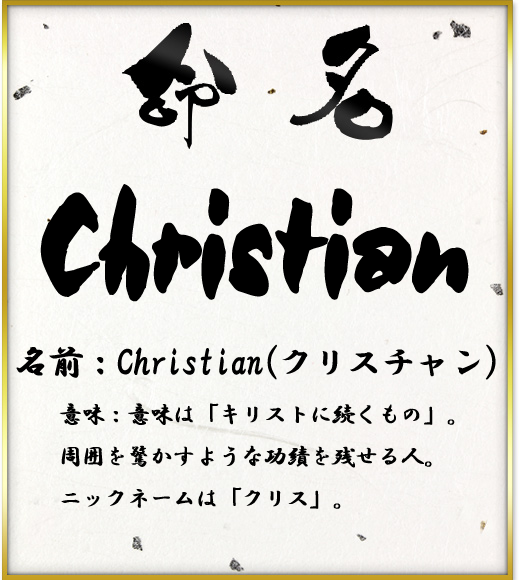 命名
Christian
名前：Christian(クリスチャン)
意味：意味は「キリストに続くもの」。
周囲を驚かすような功績を残せる人。
ニックネームは「クリス」。